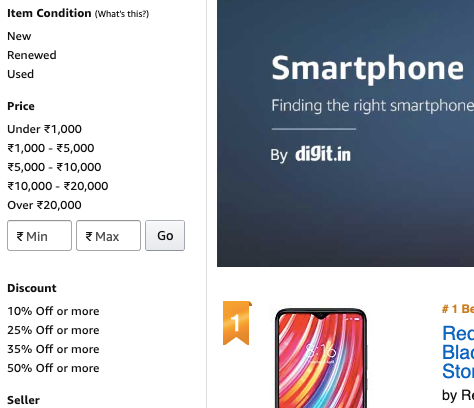 Item Condition (What's this?)
New
Renewed
Used
Price
Under ₹1,000
₹1,000 - ₹5,000
₹5,000 - ₹10,000
₹10,000 - ₹20,000
Over ₹20,000
₹ Min ₹ Max Go
Discount
10% Off or more
25% Off or more
35% Off or more
50% Off or more
Seller
Smartphone
Finding the right smartphone
By digit.in
1
8:16
# 1 Be
Red
Blac
Stor
by Re